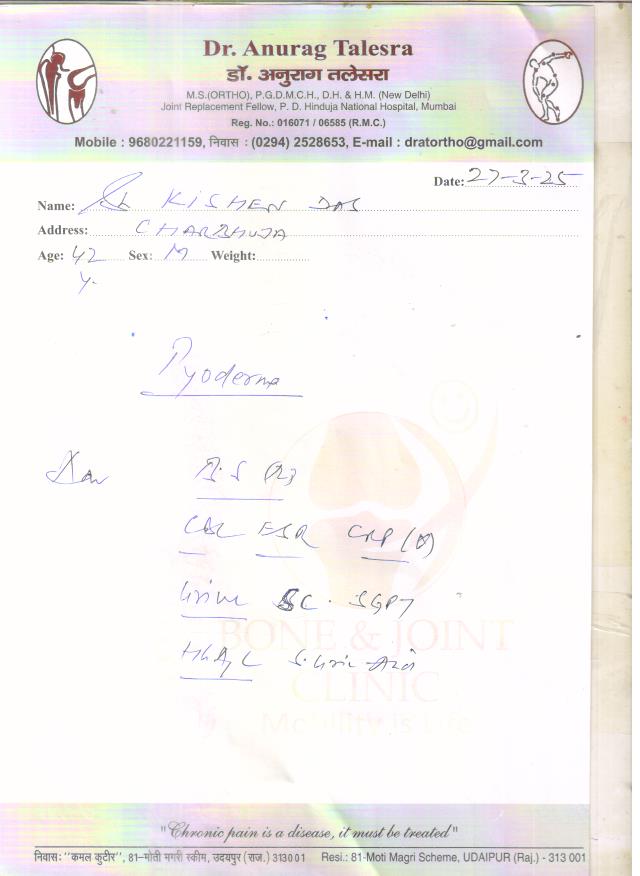 Dr. Anurag Talesra
डॉ. अनुराग तलेसरा
M.S.(ORTHO), P.G.D.M.C.H., D.H. & H.M. (New Delhi)
Joint Replacement Fellow, P. D. Hinduja National Hospital, Mumbai
Reg. No.: 016071 / 06585 (R.M.C.)
Mobile : 9680221159, निवास : (0294) 2528653, E-mail : dratortho@gmail.com
Date: 27-3-25
Name: KISHEN DAS
Address: CHARBHUJA
Age: 42 Sex: M Weight:
y.
Pyoderma
CBC ESR CRP
Urine SC. SGPT
HbA1C S. Uric Acid
BONE & JOINT
CLINIC
Mobility is Life
"Chronic pain is a disease, it must be treated"
निवास: "कमल कुटीर", 81-मोती मगरी स्कीम, उदयपुर (राज.) 313001 Resi.: 81-Moti Magri Scheme, UDAIPUR (Raj.) - 313 001